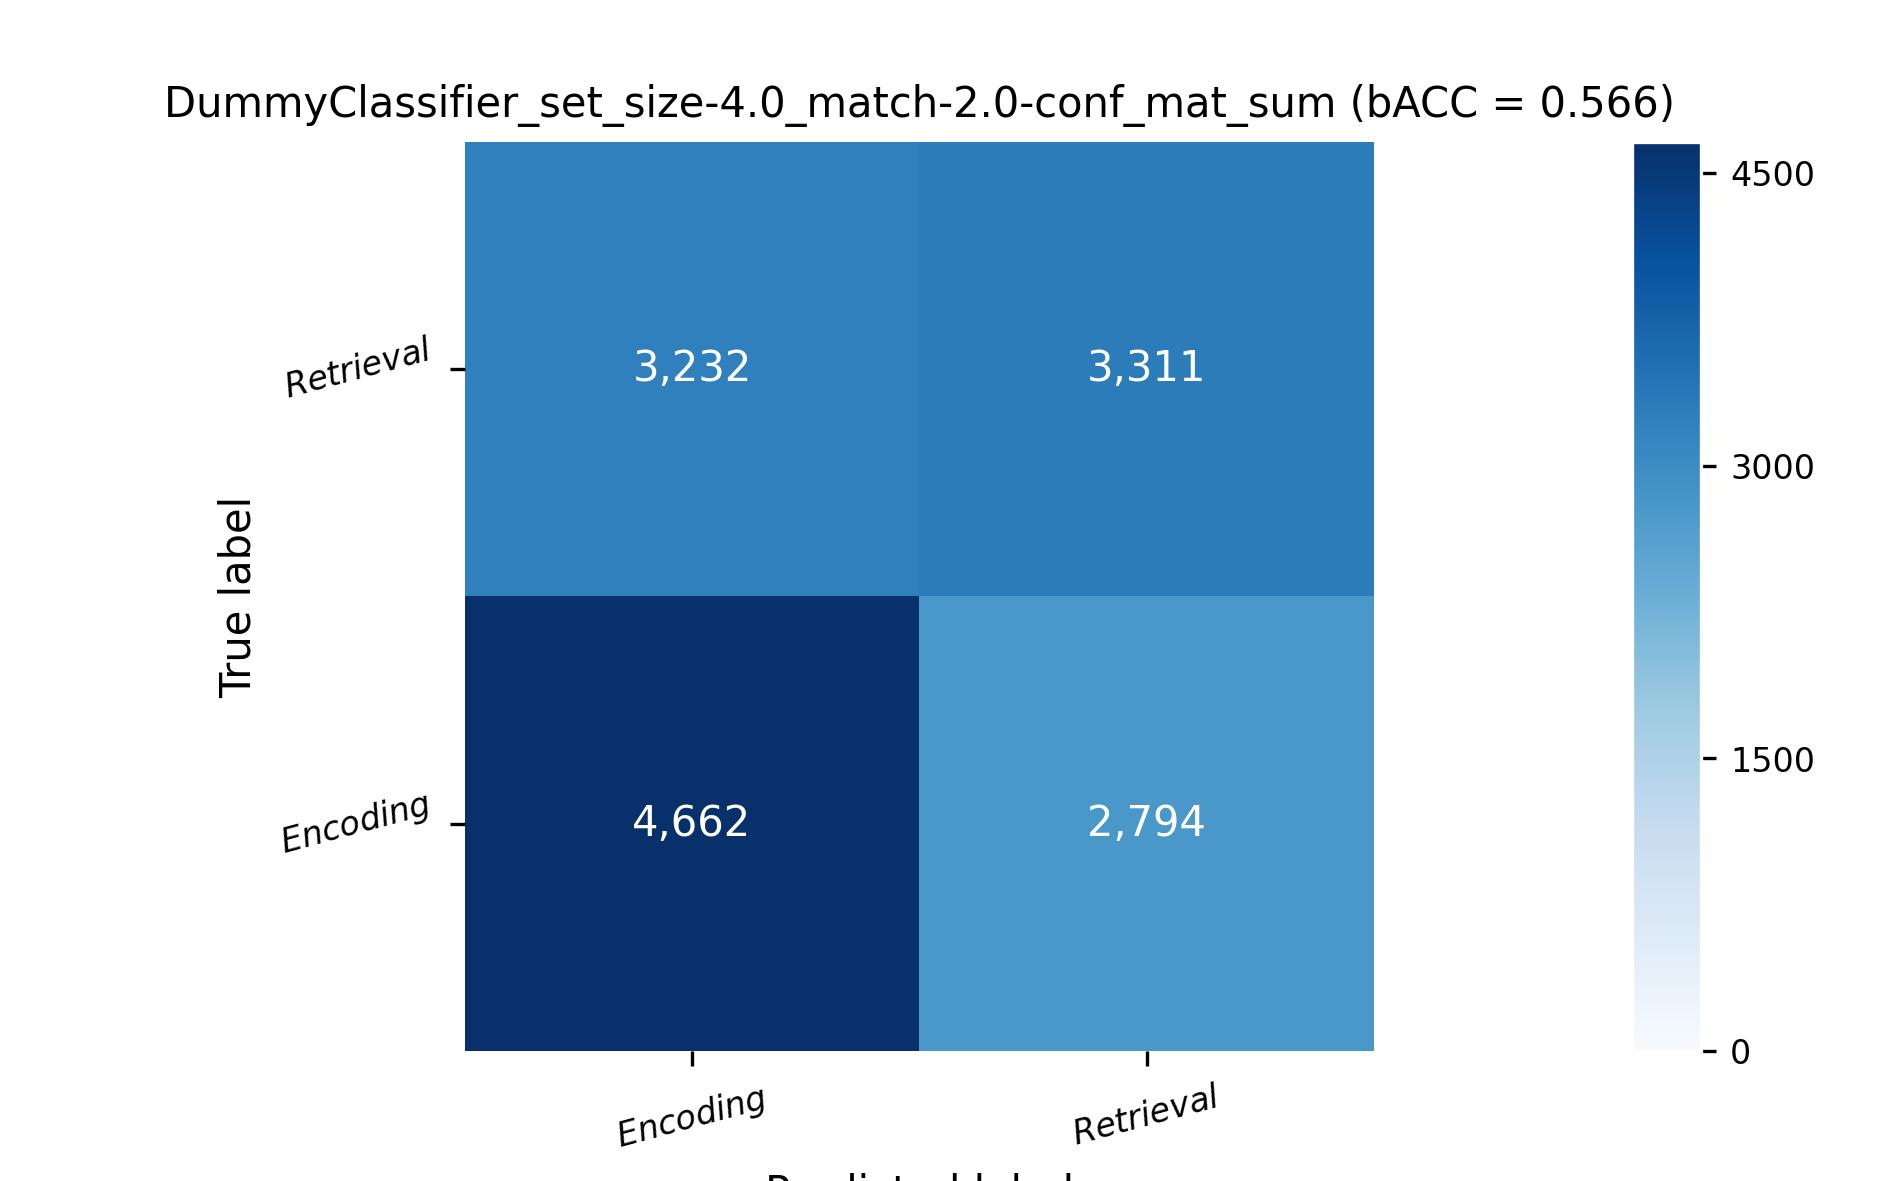 DummyClassifier_set_size-4.0_match-2.0-conf_mat_sum (bACC = 0.566)
4500
3,232 3,311
Retrieval
3000
True label
1500
4,662 2,794
Encoding
0
Encoding Retrieval